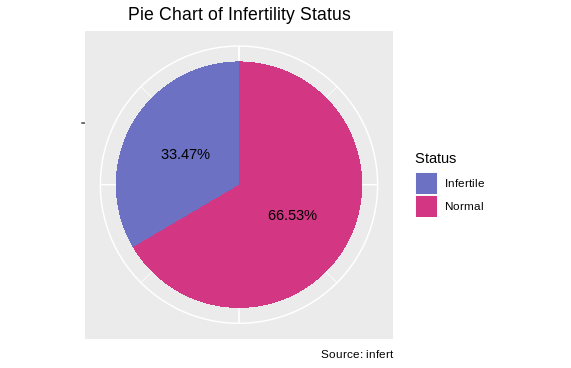 Pie Chart of Infertility Status
33.47%
66.53%
Status
Infertile
Normal
Source: infert